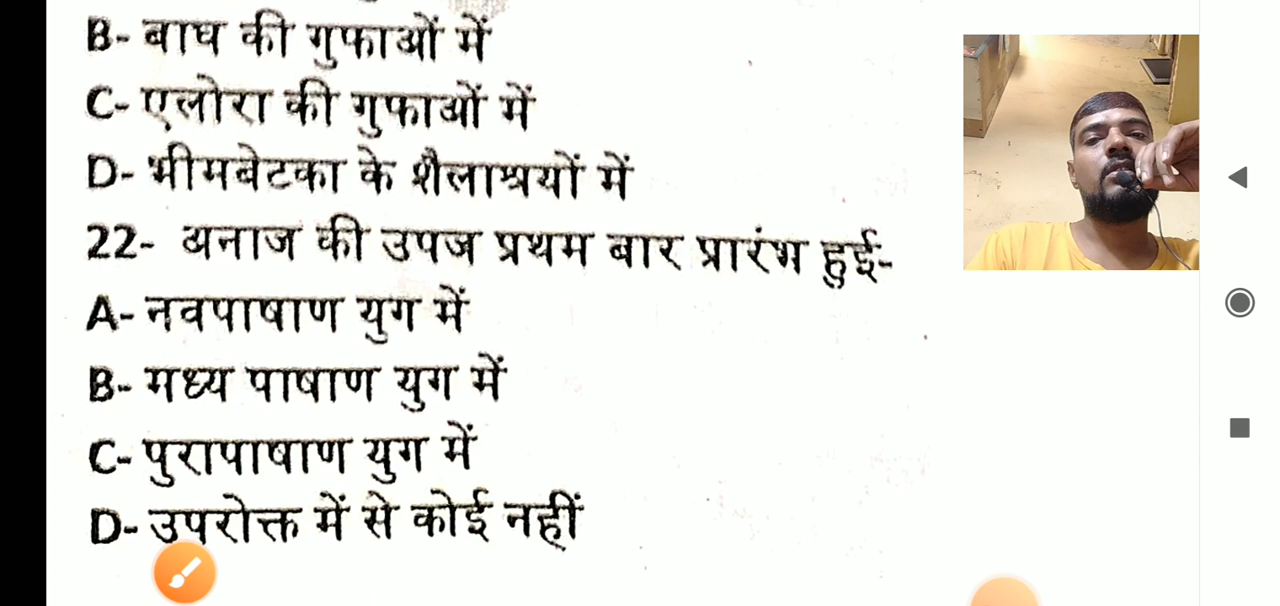 B- बाघ की गुफाओं में
C- एलोरा की गुफाओं में
D- भीमबेटका के शैलाश्रयों में
22- अनाज की उपज प्रथम बार प्रारंभ हुई-
A- नवपाषाण युग में
B- मध्य पाषाण युग में
C- पुरापाषाण युग में
D- उपरोक्त में से कोई नहीं